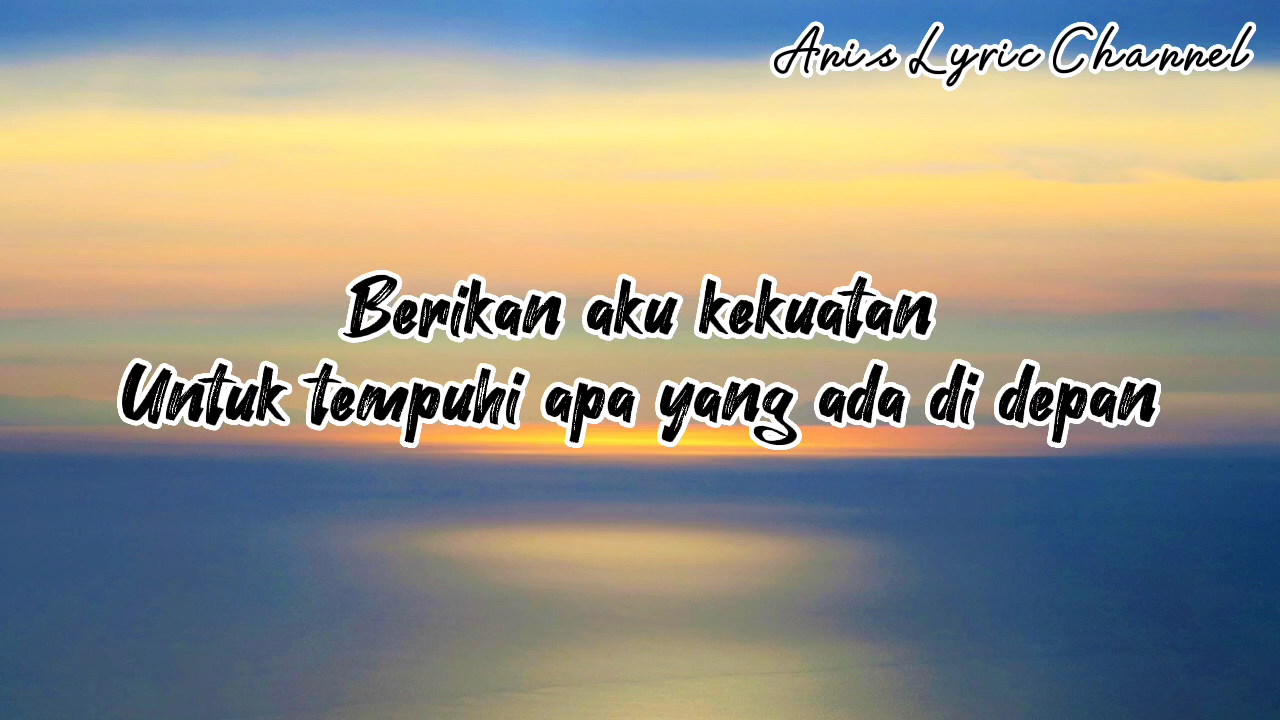 Ani's Lyric Channel
Berikan aku kekuatan
Untuk tempuhi apa yang ada di depan